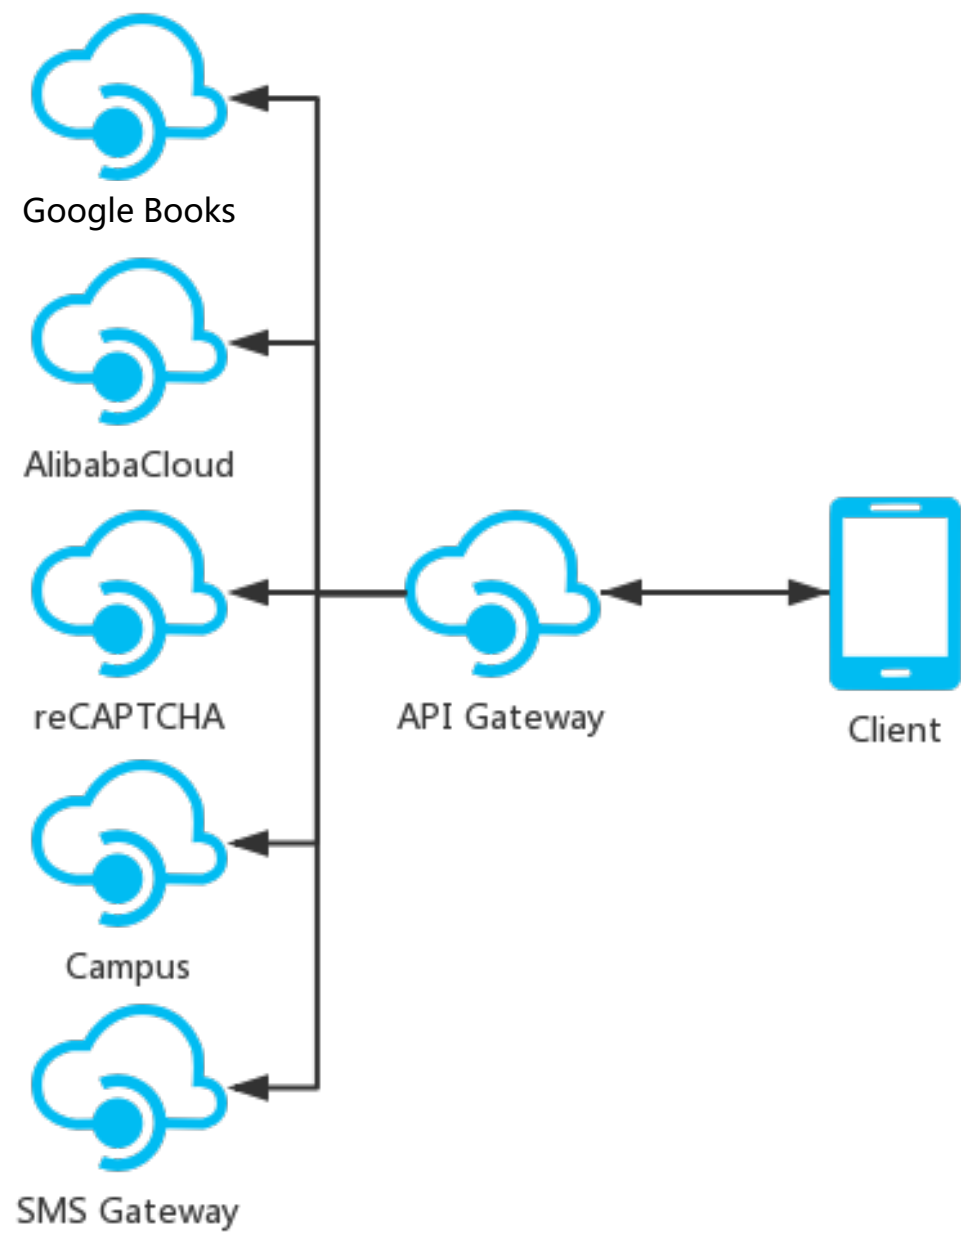 Google Books
AlibabaCloud
reCAPTCHA
API Gateway
Client
Campus
SMS Gateway